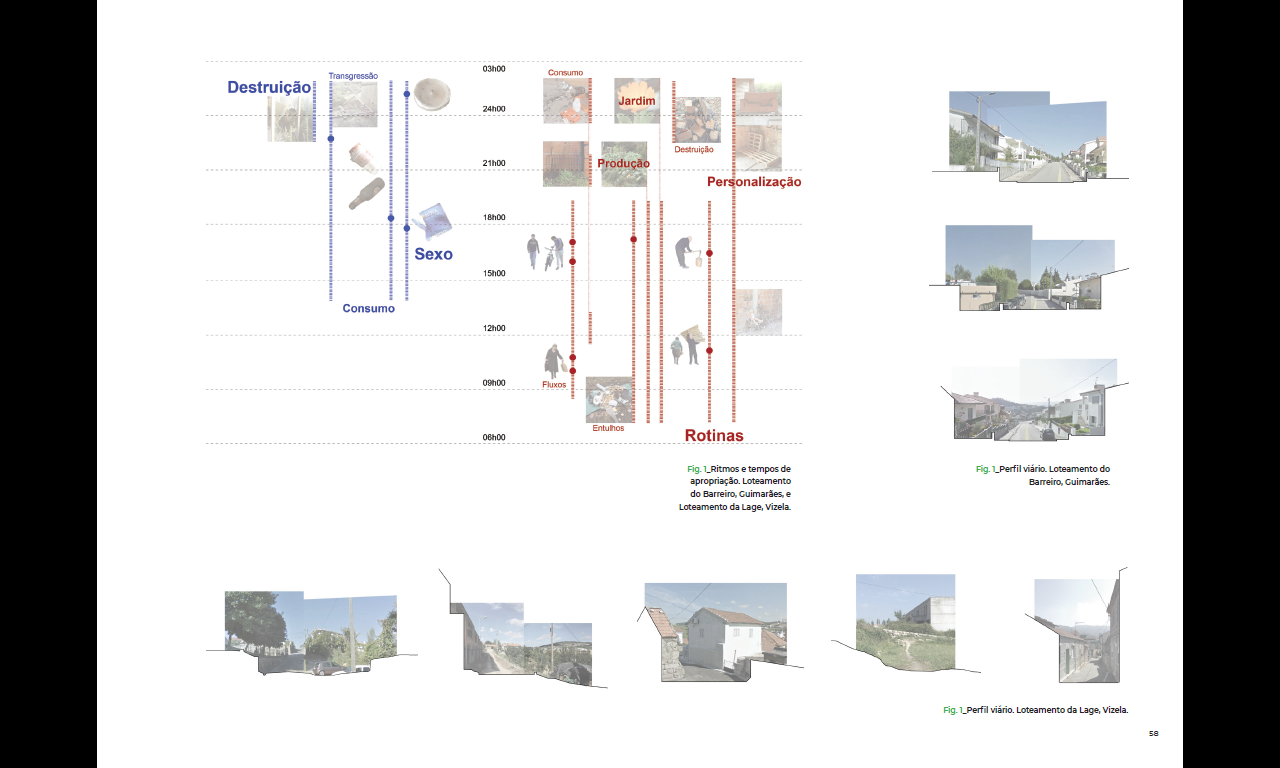 Destruição
Transgressão
Sexo
Consumo
03h00
24h00
21h00
18h00
15h00
12h00
09h00
06h00
Consumo
Jardim
Destruição
Produção
Personalização
Fluxos
Entulhos
Rotinas
Fig. 1_Ritmos e tempos de
apropriação. Loteamento
do Barreiro, Guimarães, e
Loteamento da Lage, Vizela.
Fig. 1_Perfil viário. Loteamento do
Barreiro, Guimarães.
Fig. 1_Perfil viário. Loteamento da Lage, Vizela.
58